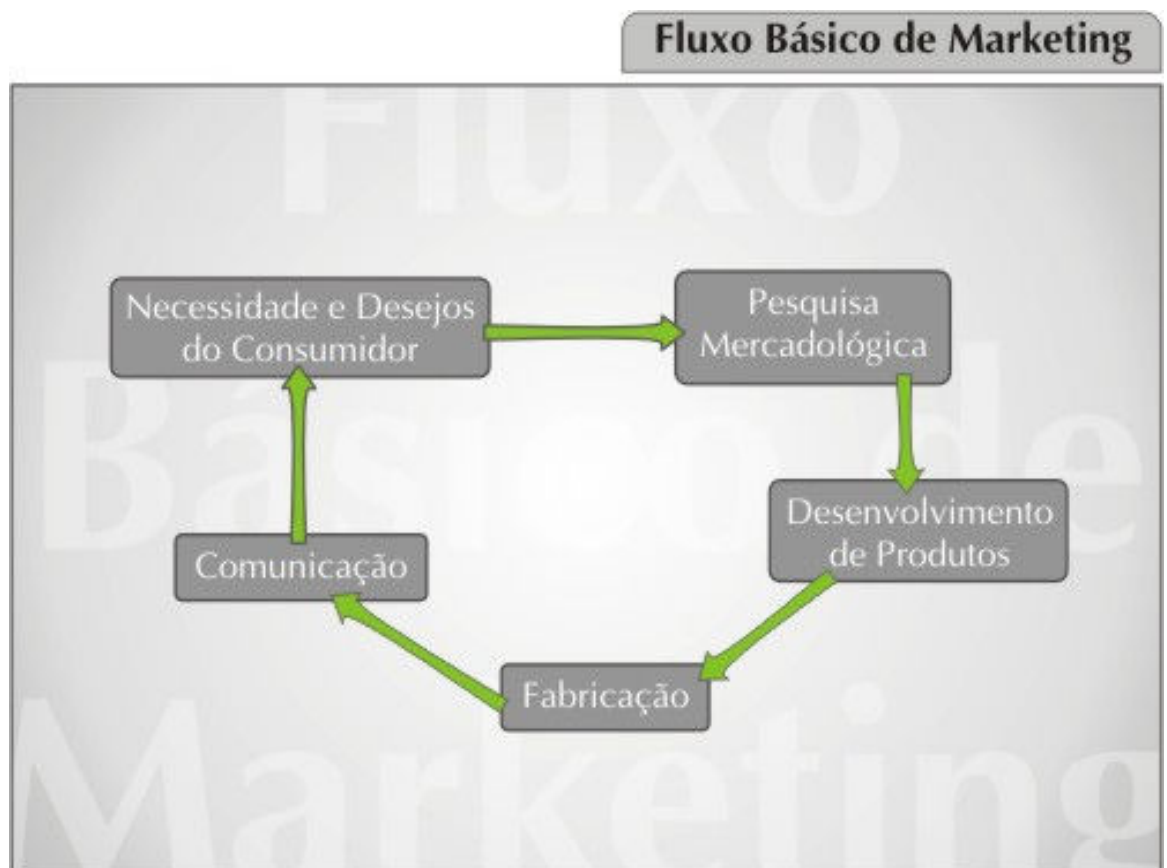 Fluxo Básico de Marketing
Fluxo
Necessidade e Desejos
do Consumidor
Pesquisa
Mercadológica
Básico de
Desenvolvimento
de Produtos
Comunicação
Fabricação
Marketing